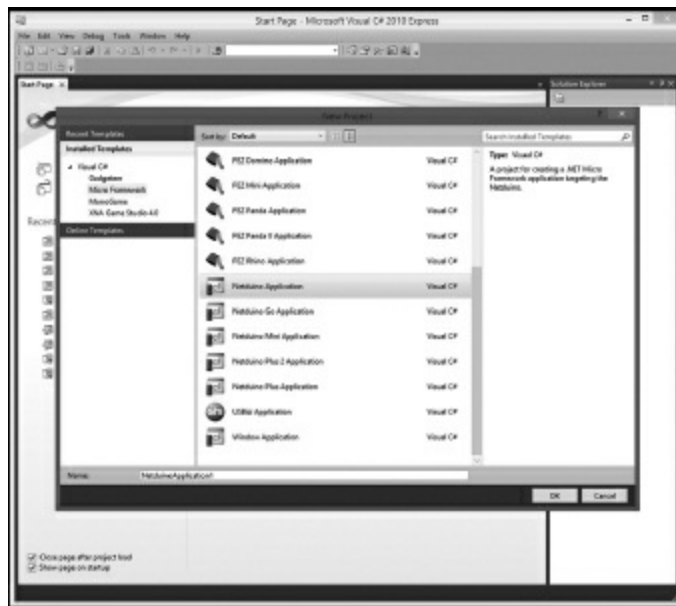 Start Page - Microsoft Visual C# 2010 Express
File Edit View Debug Tools Window Help
Start Page
Solution Explorer
New Project
Recent Templates
Installed Templates
Visual C#
Gadgeteer
Micro Framework
MonoGame
XNA Game Studio 4.0
Online Templates
Sort by: Default
Search Installed Templates
FEZ Domino Application Visual C#
FEZ Mini Application Visual C#
FEZ Panda Application Visual C#
FEZ Panda II Application Visual C#
FEZ Rhino Application Visual C#
Netduino Application Visual C#
Netduino Go Application Visual C#
Netduino Mini Application Visual C#
Netduino Plus 2 Application Visual C#
Netduino Plus Application Visual C#
USBizi Application Visual C#
Window Application Visual C#
Type: Visual C#
A project for creating a .NET Micro
Framework application targeting the
Netduino.
Recent
Name: NetduinoApplication1
OK Cancel
Close page after project load
Show page on startup